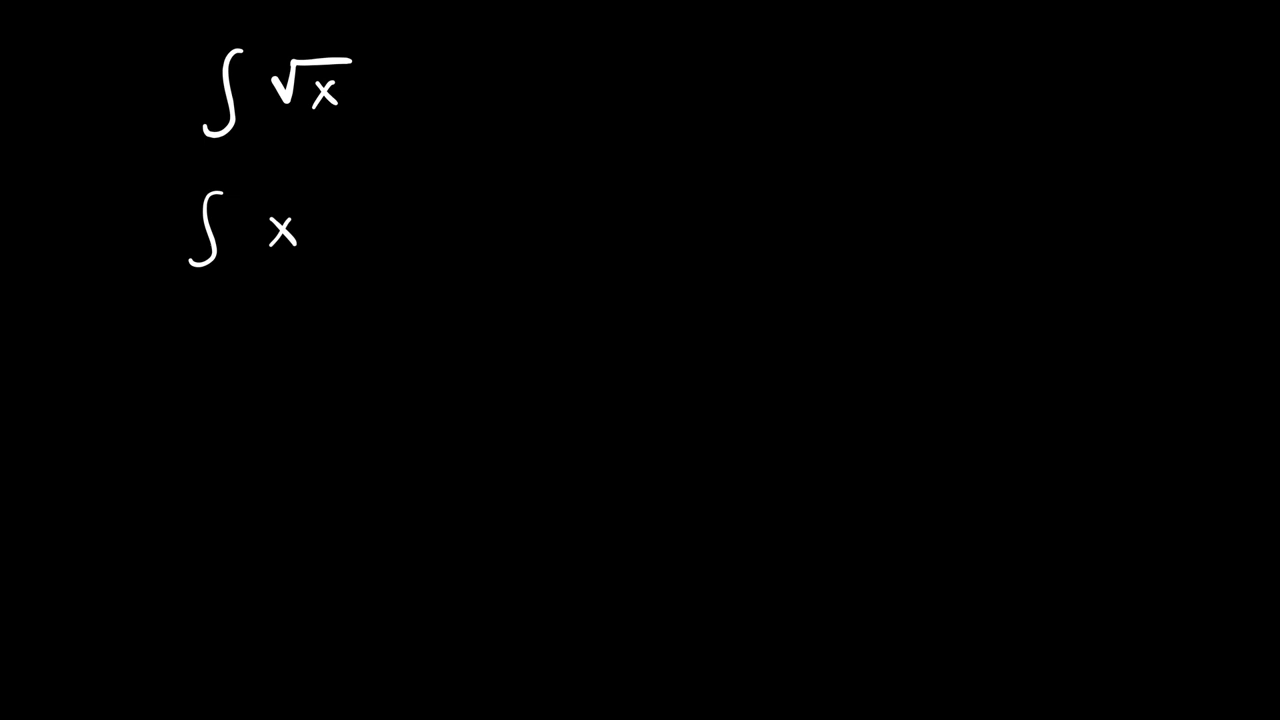 ∫ √x
∫ x